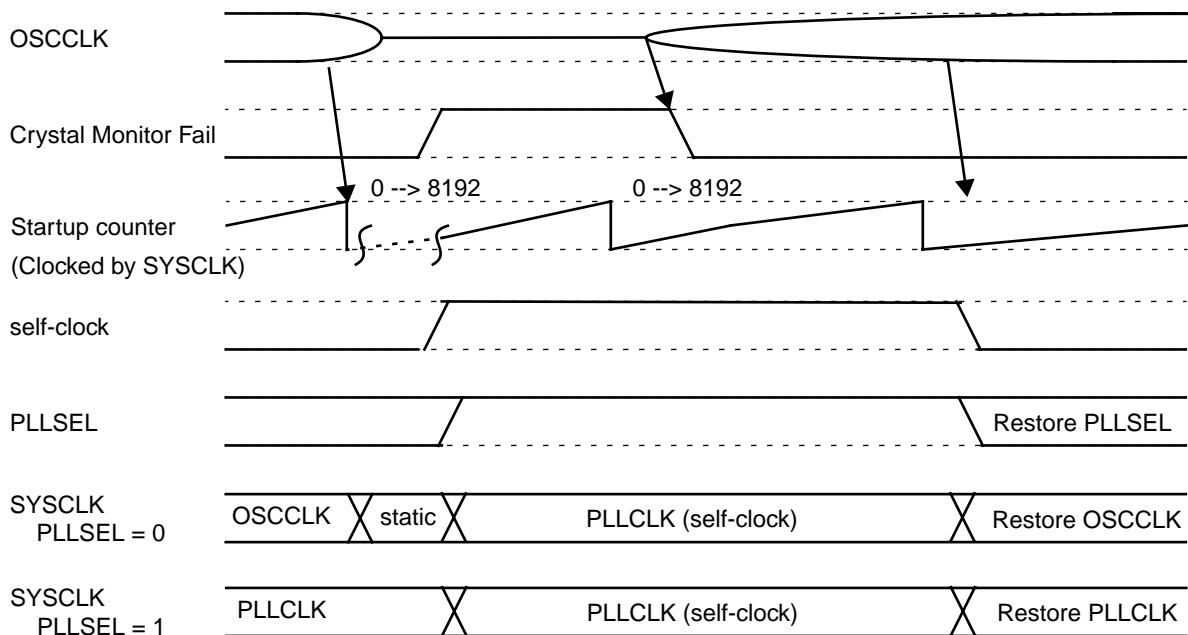 OSCCLK
Crystal Monitor Fail
0 --> 8192
0 --> 8192
Startup counter
(Clocked by SYSCLK)
self-clock
PLLSEL
Restore PLLSEL
SYSCLK
PLLSEL = 0
OSCCLK
static
PLLCLK (self-clock)
Restore OSCCLK
SYSCLK
PLLSEL = 1
PLLCLK
PLLCLK (self-clock)
Restore PLLCLK